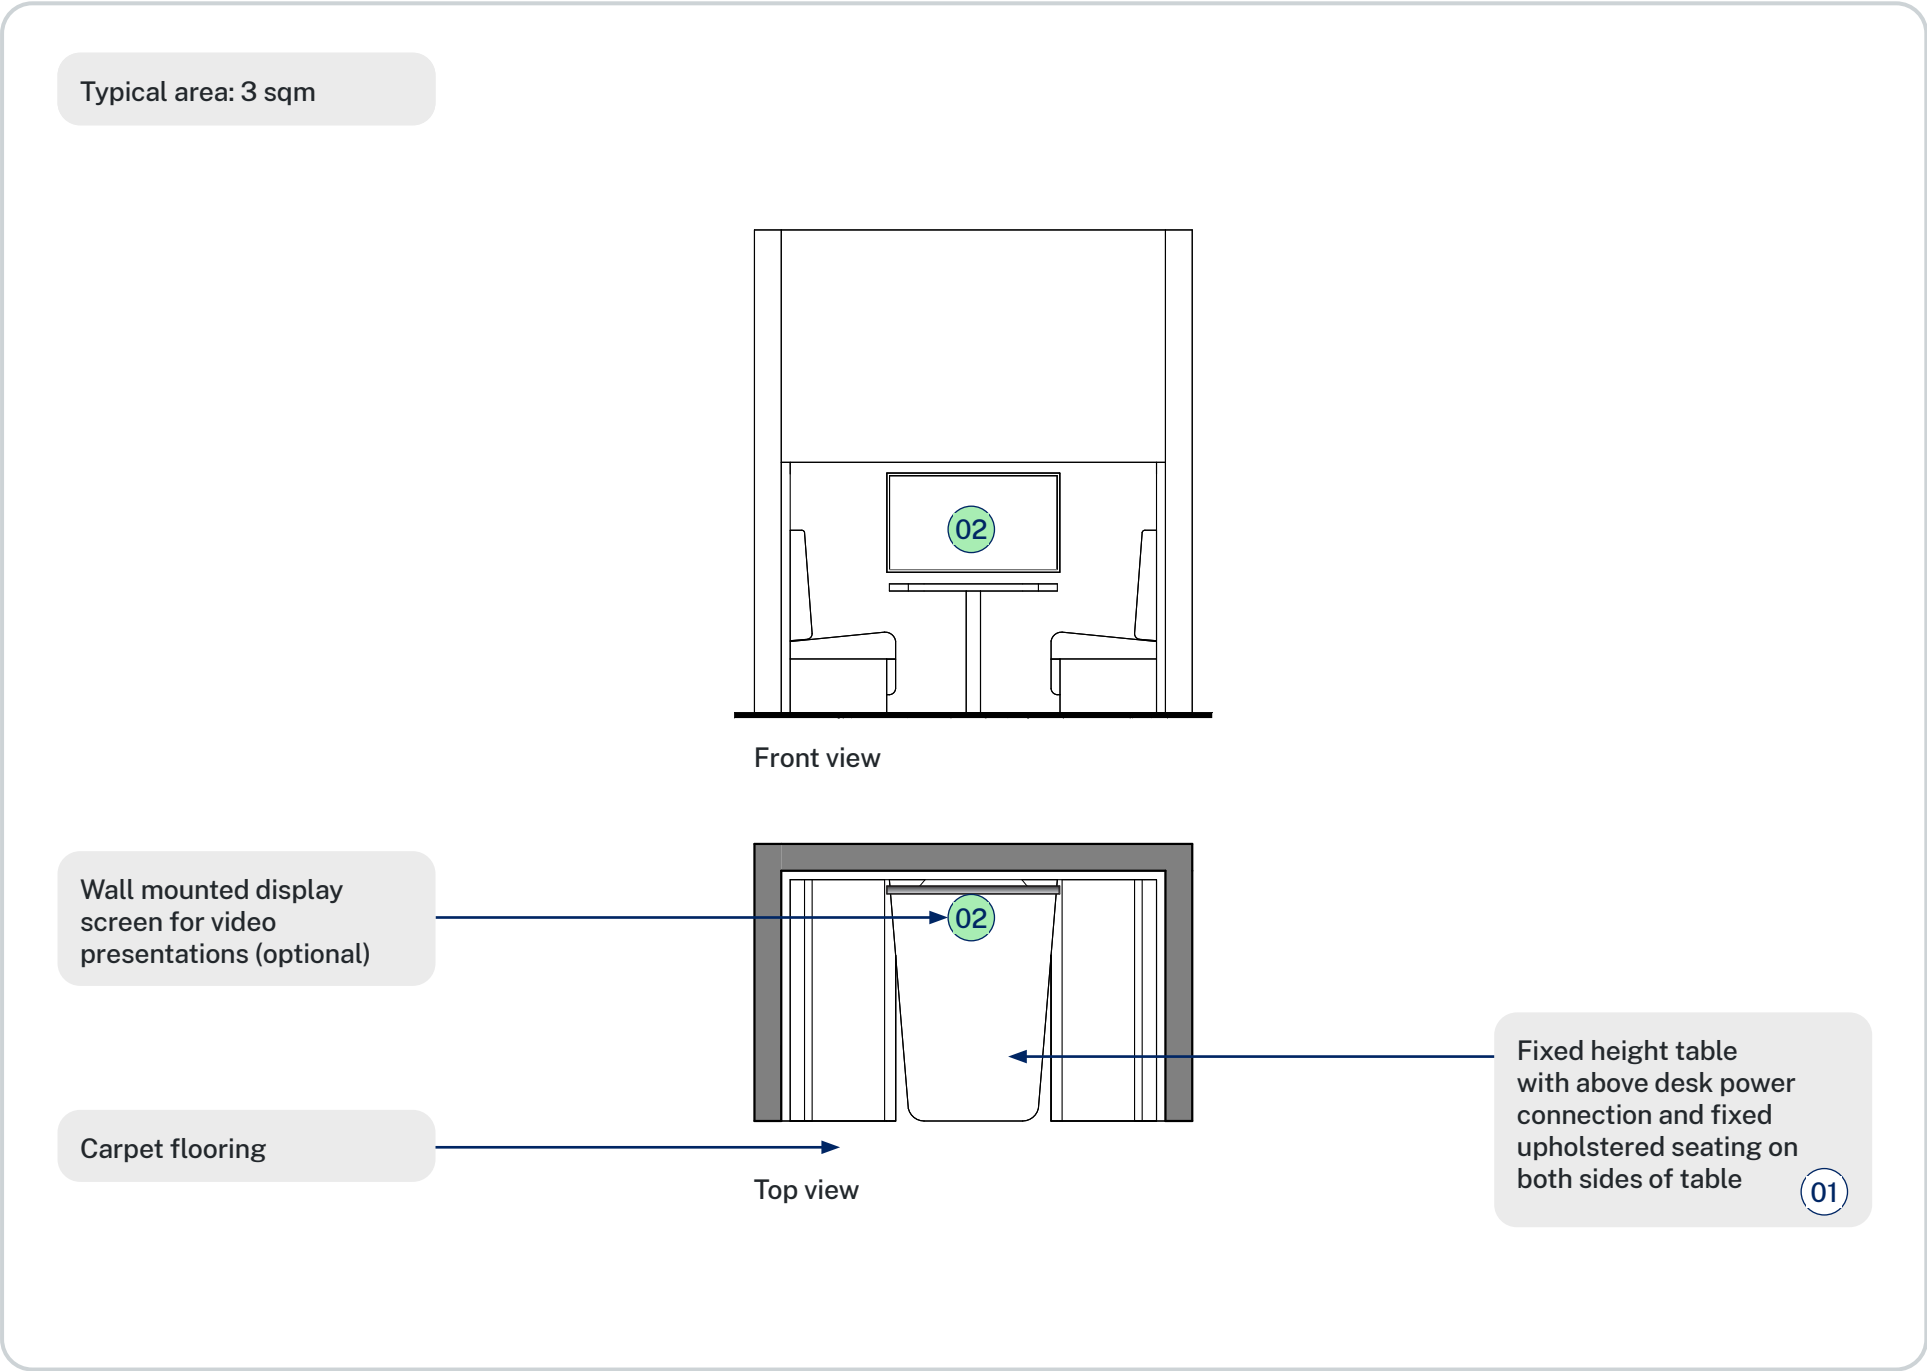 Typical area: 3 sqm
02
Front view
Wall mounted display
screen for video
presentations (optional)
02
Carpet flooring
Top view
Fixed height table
with above desk power
connection and fixed
upholstered seating on
both sides of table
01